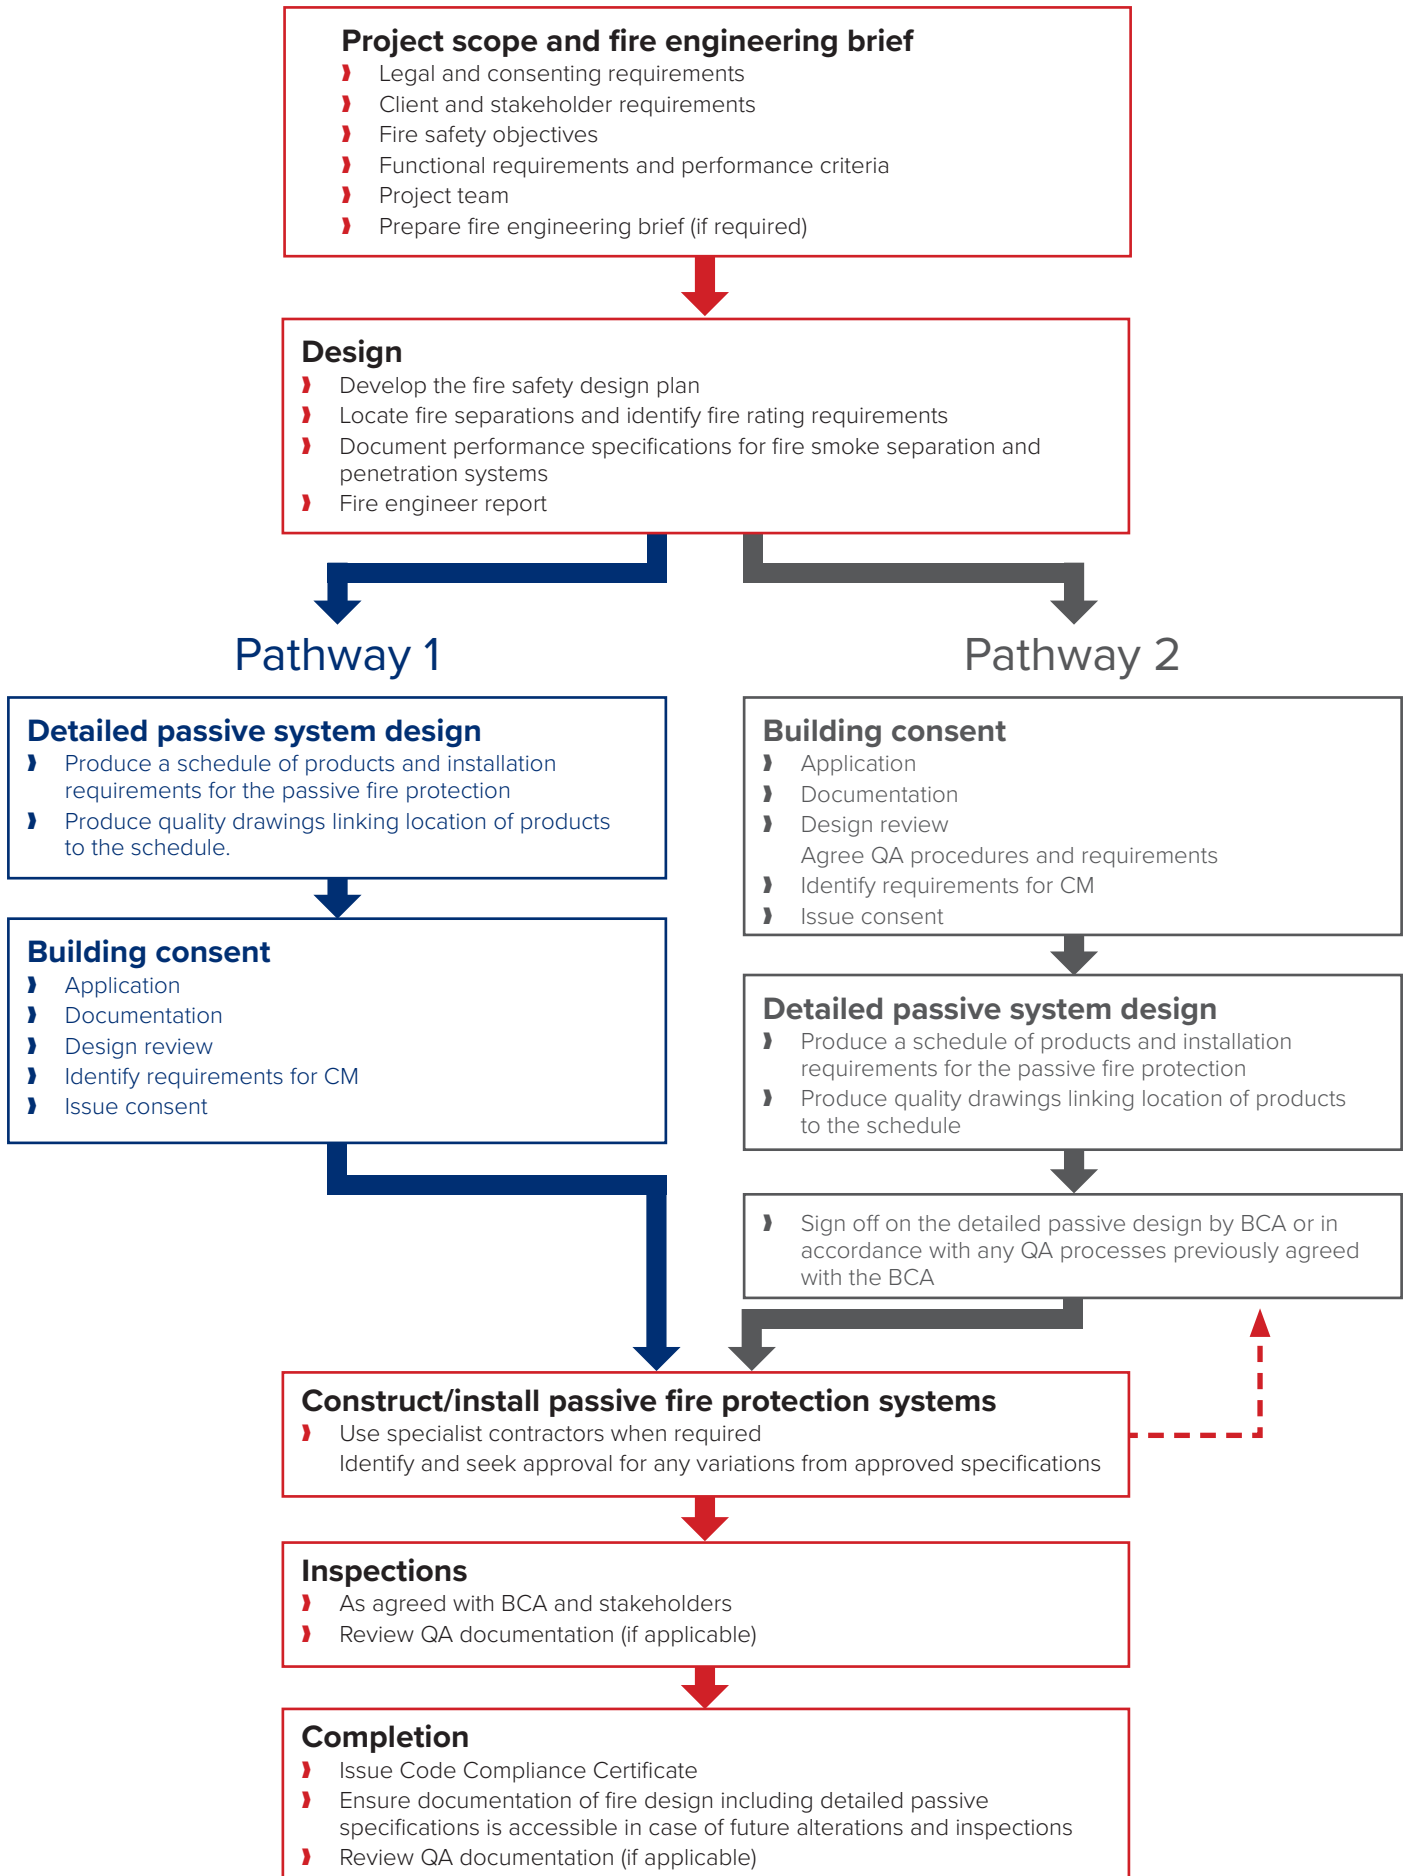 Project scope and fire engineering brief
Legal and consenting requirements
Client and stakeholder requirements
Fire safety objectives
Functional requirements and performance criteria
Project team
Prepare fire engineering brief (if required)
Design
Develop the fire safety design plan
Locate fire separations and identify fire rating requirements
Document performance specifications for fire smoke separation and
penetration systems
Fire engineer report
Pathway 1
Detailed passive system design
Produce a schedule of products and installation
requirements for the passive fire protection
Produce quality drawings linking location of products
to the schedule.
Building consent
Application
Documentation
Design review
Identify requirements for CM
Issue consent
Pathway 2
Building consent
Application
Documentation
Design review
Agree QA procedures and requirements
Identify requirements for CM
Issue consent
Detailed passive system design
Produce a schedule of products and installation
requirements for the passive fire protection
Produce quality drawings linking location of products
to the schedule
Sign off on the detailed passive design by BCA or in
accordance with any QA processes previously agreed
with the BCA
Construct/install passive fire protection systems
Use specialist contractors when required
Identify and seek approval for any variations from approved specifications
Inspections
As agreed with BCA and stakeholders
Review QA documentation (if applicable)
Completion
Issue Code Compliance Certificate
Ensure documentation of fire design including detailed passive
specifications is accessible in case of future alterations and inspections
Review QA documentation (if applicable)